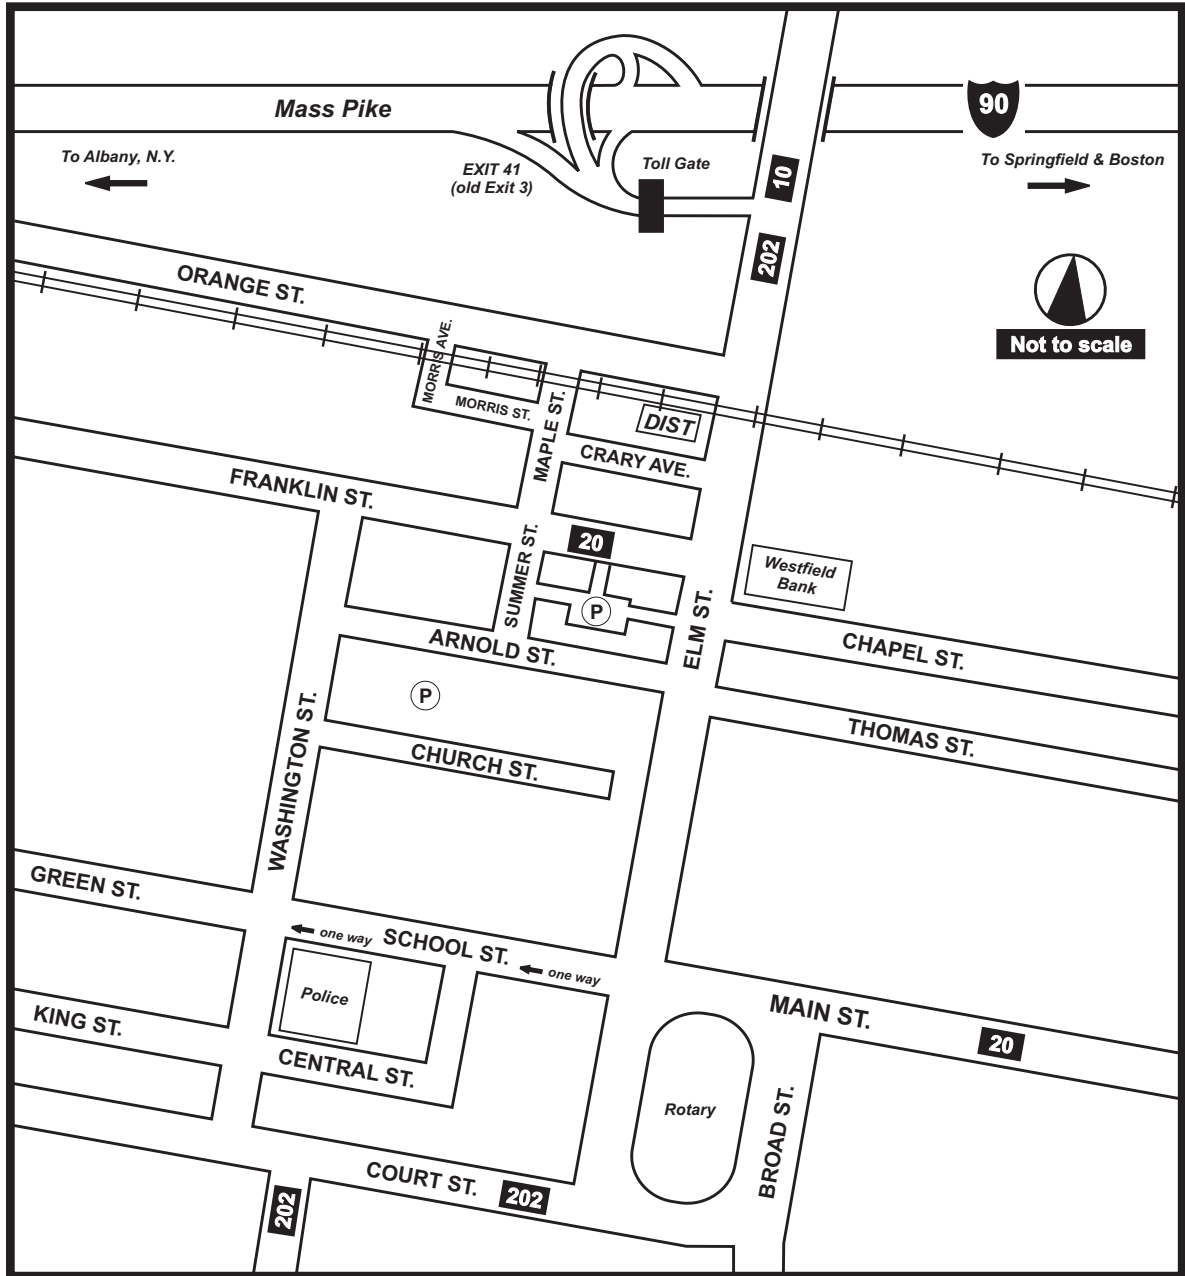 Mass Pike
90
To Albany, N.Y.
EXIT 41
(old Exit 3)
Toll Gate
10
To Springfield & Boston
202
ORANGE ST.
Not to scale
MORRIS AVE.
MORRIS ST.
MAPLE ST.
DIST
CRARY AVE.
FRANKLIN ST.
20
SUMMER ST.
Westfield
Bank
P
ELM ST.
ARNOLD ST.
CHAPEL ST.
P
WASHINGTON ST.
CHURCH ST.
THOMAS ST.
GREEN ST.
one way
SCHOOL ST.
one way
Police
KING ST.
MAIN ST.
20
CENTRAL ST.
Rotary
BROAD ST.
COURT ST.
202
202